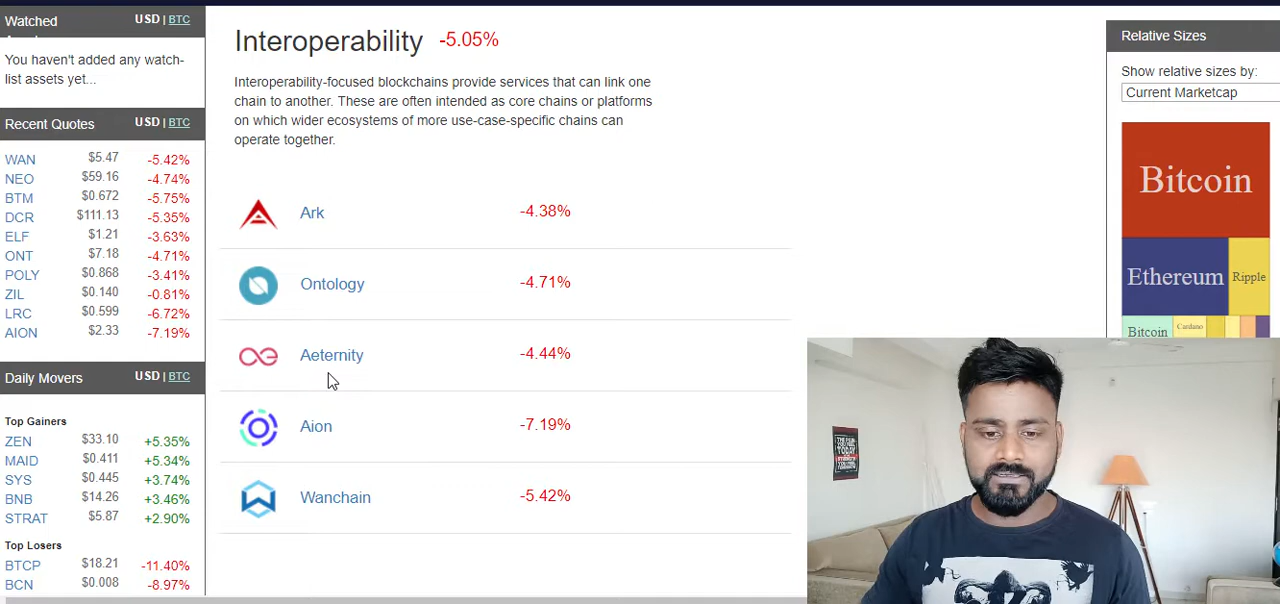 Watched
USD | BTC
You haven't added any watch-
list assets yet...
Recent Quotes USD | BTC
WAN $5.47 -5.42%
NEO $59.16 -4.74%
BTM $0.672 -5.75%
DCR $111.13 -5.35%
ELF $1.21 -3.63%
ONT $7.18 -4.71%
POLY $0.868 -3.41%
ZIL $0.140 -0.81%
LRC $0.599 -6.72%
AION $2.33 -7.19%
Daily Movers USD | BTC
Top Gainers
ZEN $33.10 +5.35%
MAID $0.411 +5.34%
SYS $0.445 +3.74%
BNB $14.26 +3.46%
STRAT $5.87 +2.90%
Top Losers
BTCP $18.21 -11.40%
BCN $0.008 -8.97%
Interoperability -5.05%
Interoperability-focused blockchains provide services that can link one
chain to another. These are often intended as core chains or platforms
on which wider ecosystems of more use-case-specific chains can
operate together.
Ark -4.38%
Ontology -4.71%
Aeternity -4.44%
Aion -7.19%
Wanchain -5.42%
Relative Sizes
Show relative sizes by:
Current Marketcap
Bitcoin
Ethereum
Ripple
Bitcoin
Cardano